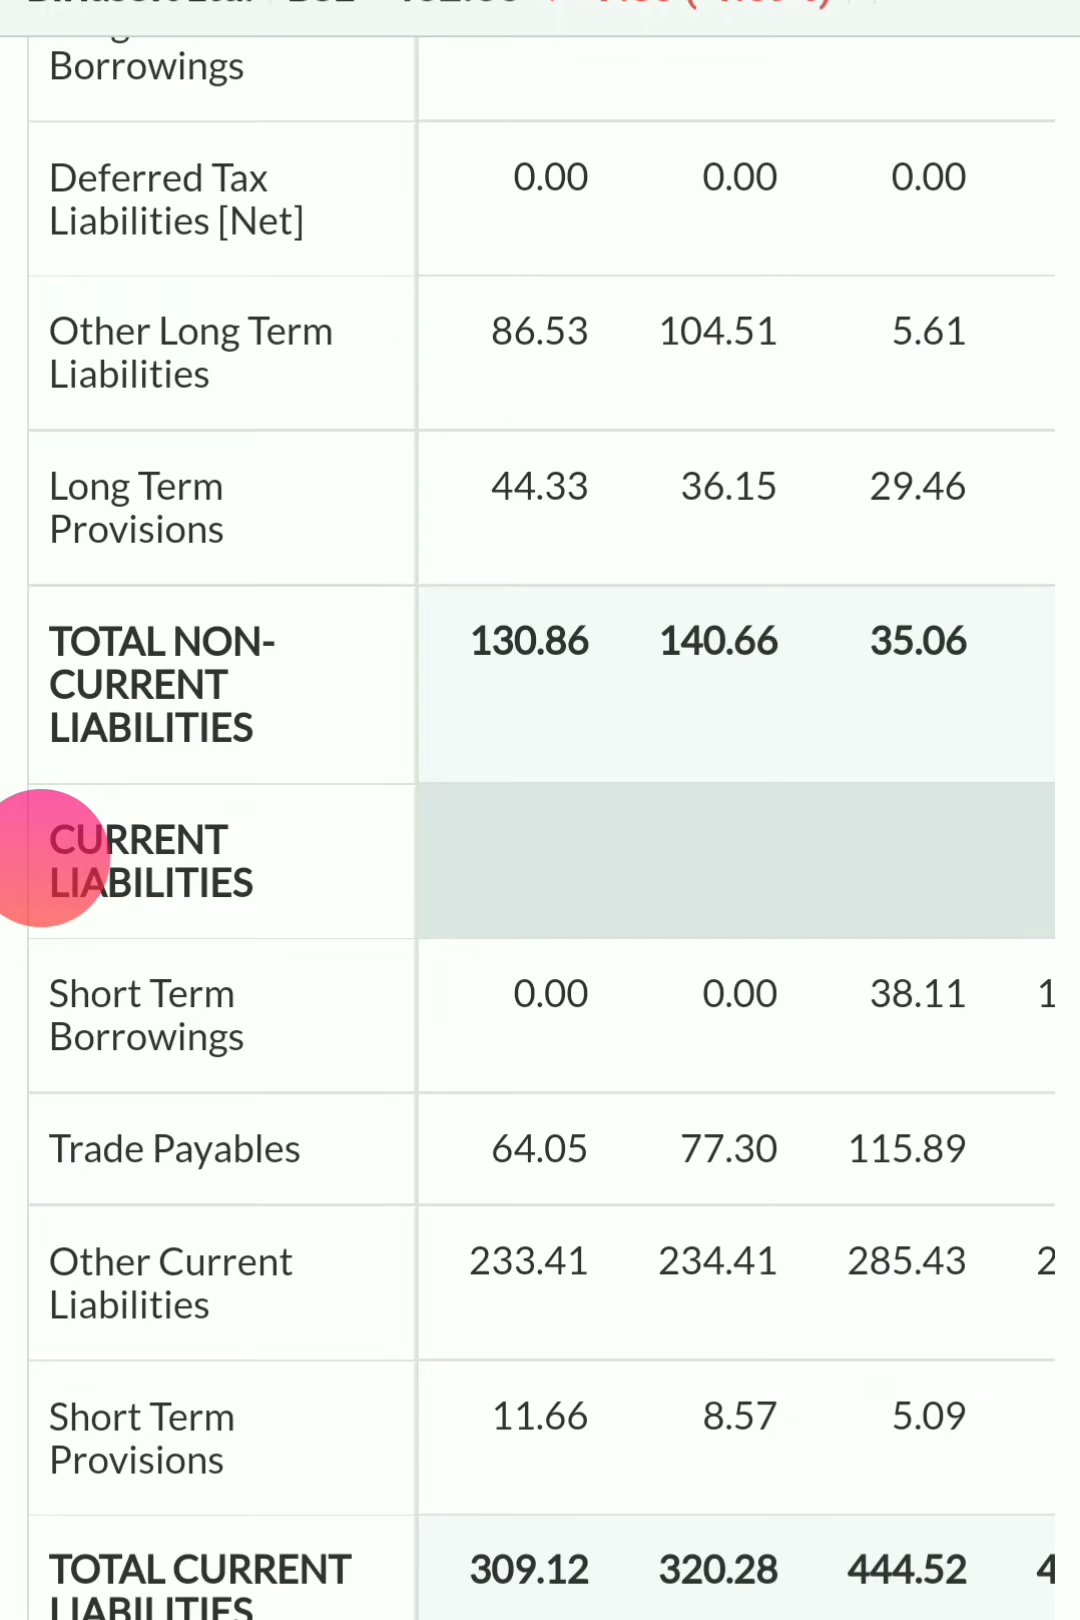 Borrowings
Deferred Tax
Liabilities [Net]
0.00 0.00 0.00
Other Long Term
Liabilities
86.53 104.51 5.61
Long Term
Provisions
44.33 36.15 29.46
TOTAL NON-
CURRENT
LIABILITIES
130.86 140.66 35.06
CURRENT
LIABILITIES
Short Term
Borrowings
0.00 0.00 38.11 1
Trade Payables
64.05 77.30 115.89
Other Current
Liabilities
233.41 234.41 285.43 2
Short Term
Provisions
11.66 8.57 5.09
TOTAL CURRENT
LIABILITIES
309.12 320.28 444.52 4